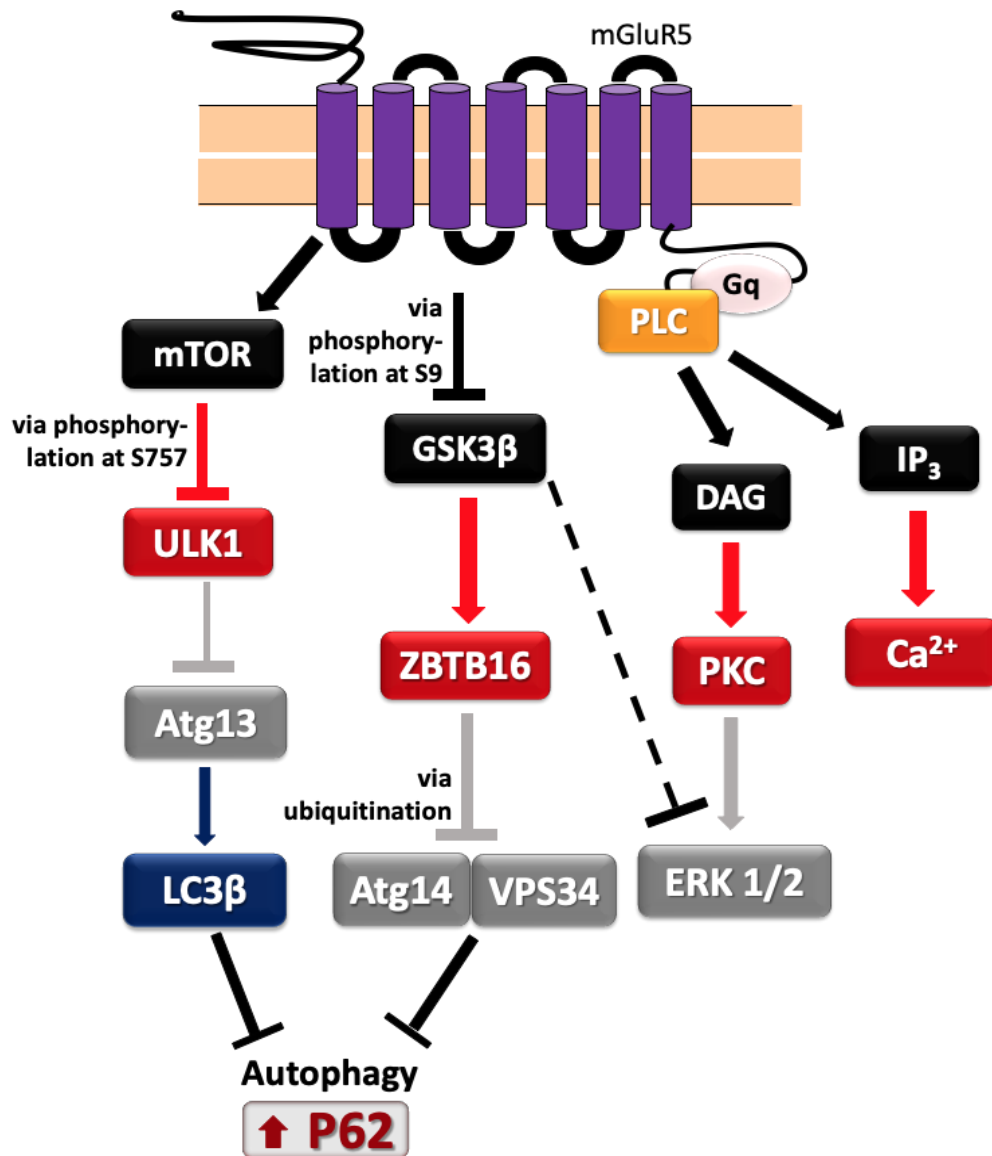 mGluR5
Gq
PLC
via
phosphory-
lation at S9
mTOR
via phosphory-
lation at S757
GSK3β
IP₃
DAG
ULK1
ZBTB16
PKC
Ca²⁺
Atg13
via
ubiquitination
LC3β
Atg14
VPS34
ERK 1/2
Autophagy
P62